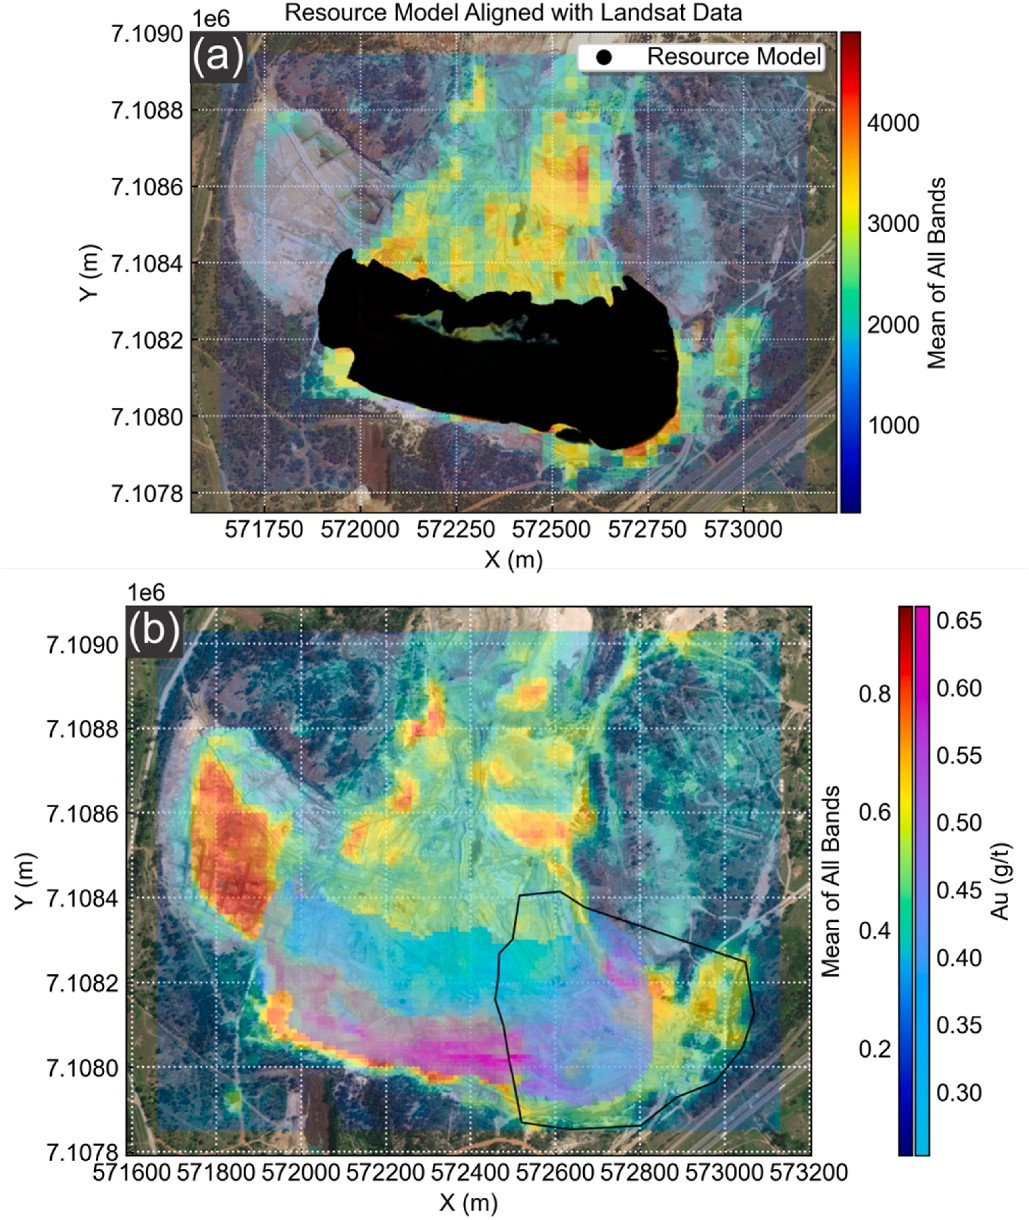 Resource Model Aligned with Landsat Data
1e6
(a)
Resource Model
7.1090
7.1088
7.1086
7.1084
7.1082
7.1080
7.1078
Y (m)
571750 572000 572250 572500 572750 573000
X (m)
4000
3000
2000
1000
Mean of All Bands
1e6
(b)
7.1090
7.1088
7.1086
7.1084
7.1082
7.1080
7.1078
Y (m)
571600 571800 572000 572200 572400 572600 572800 573000 573200
X (m)
0.8
0.6
0.4
0.2
Mean of All Bands
0.65
0.60
0.55
0.50
0.45
0.40
0.35
0.30
Au (g/t)